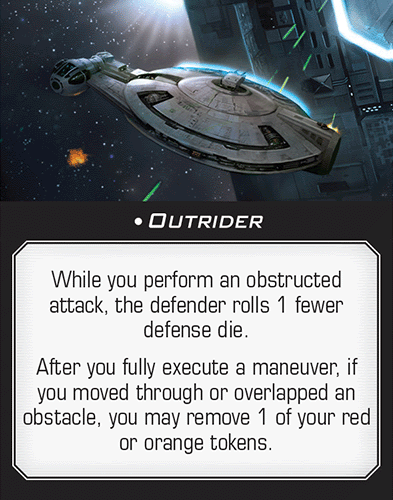 • OUTRIDER
While you perform an obstructed
attack, the defender rolls 1 fewer
defense die.
After you fully execute a maneuver, if
you moved through or overlapped an
obstacle, you may remove 1 of your red
or orange tokens.